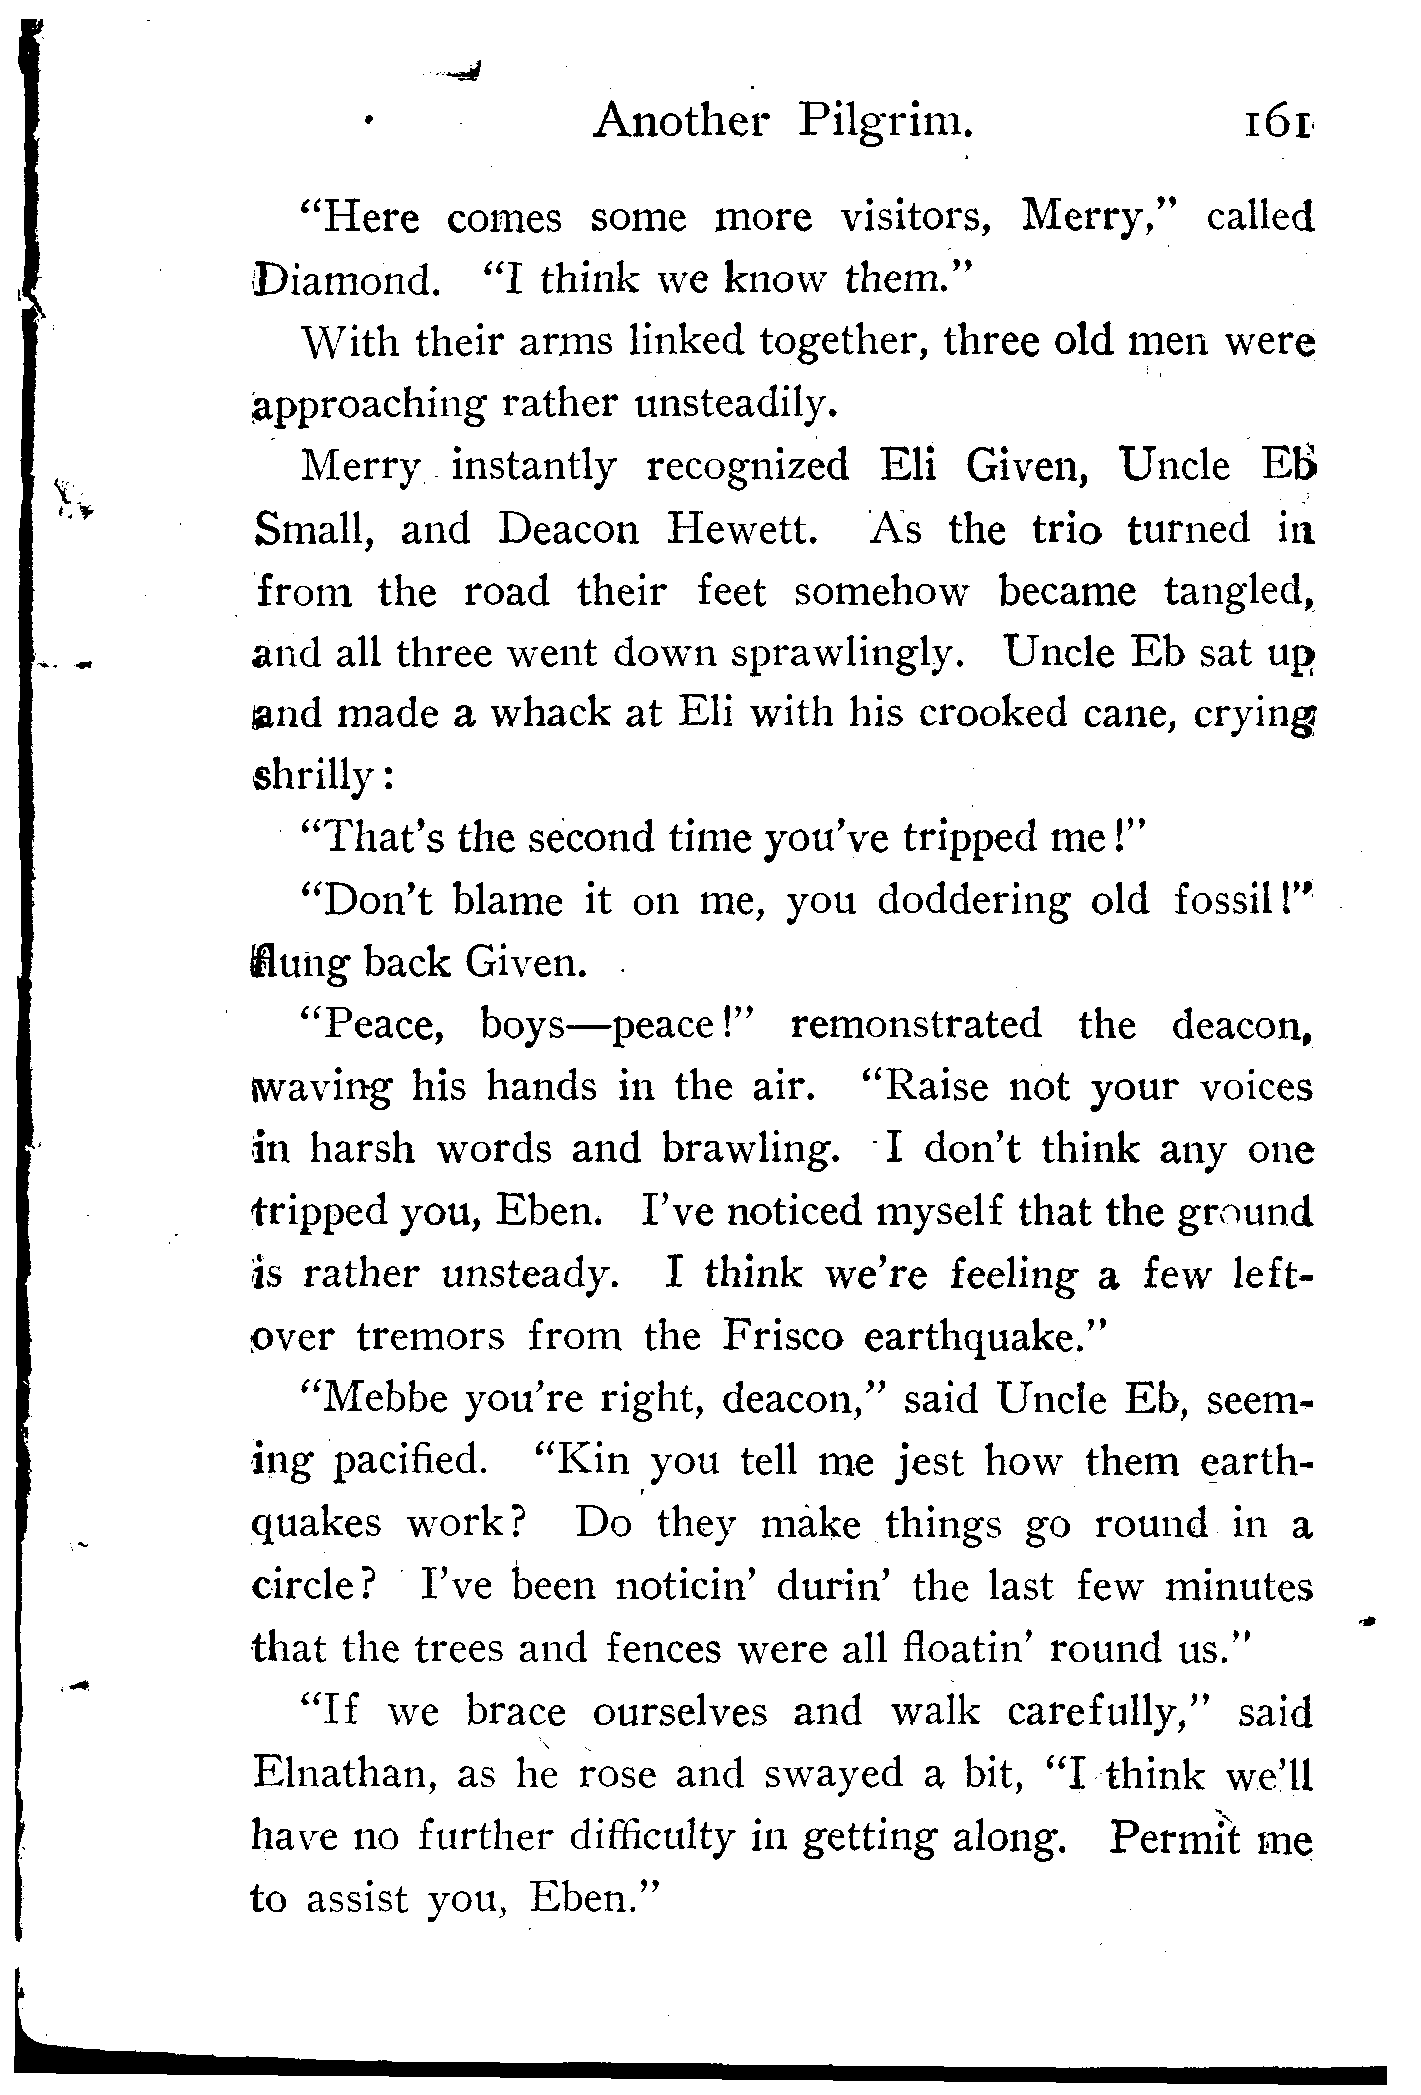 Another Pilgrim. 161
"Here comes some more visitors, Merry," called
Diamond. "I think we know them."
With their arms linked together, three old men were
approaching rather unsteadily.
Merry instantly recognized Eli Given, Uncle Eb
Small, and Deacon Hewett. As the trio turned in
from the road their feet somehow became tangled,
and all three went down sprawlingly. Uncle Eb sat up
and made a whack at Eli with his crooked cane, crying
shrilly:
"That's the second time you've tripped me!"
"Don't blame it on me, you doddering old fossil!"
flung back Given.
"Peace, boys—peace!" remonstrated the deacon,
waving his hands in the air. "Raise not your voices
in harsh words and brawling. I don't think any one
tripped you, Eben. I've noticed myself that the ground
is rather unsteady. I think we're feeling a few left-
over tremors from the Frisco earthquake."
"Mebbe you're right, deacon," said Uncle Eb, seem-
ing pacified. "Kin you tell me jest how them earth-
quakes work? Do they make things go round in a
circle? I've been noticin' durin' the last few minutes
that the trees and fences were all floatin' round us."
"If we brace ourselves and walk carefully," said
Elnathan, as he rose and swayed a bit, "I think we'll
have no further difficulty in getting along. Permit me
to assist you, Eben."